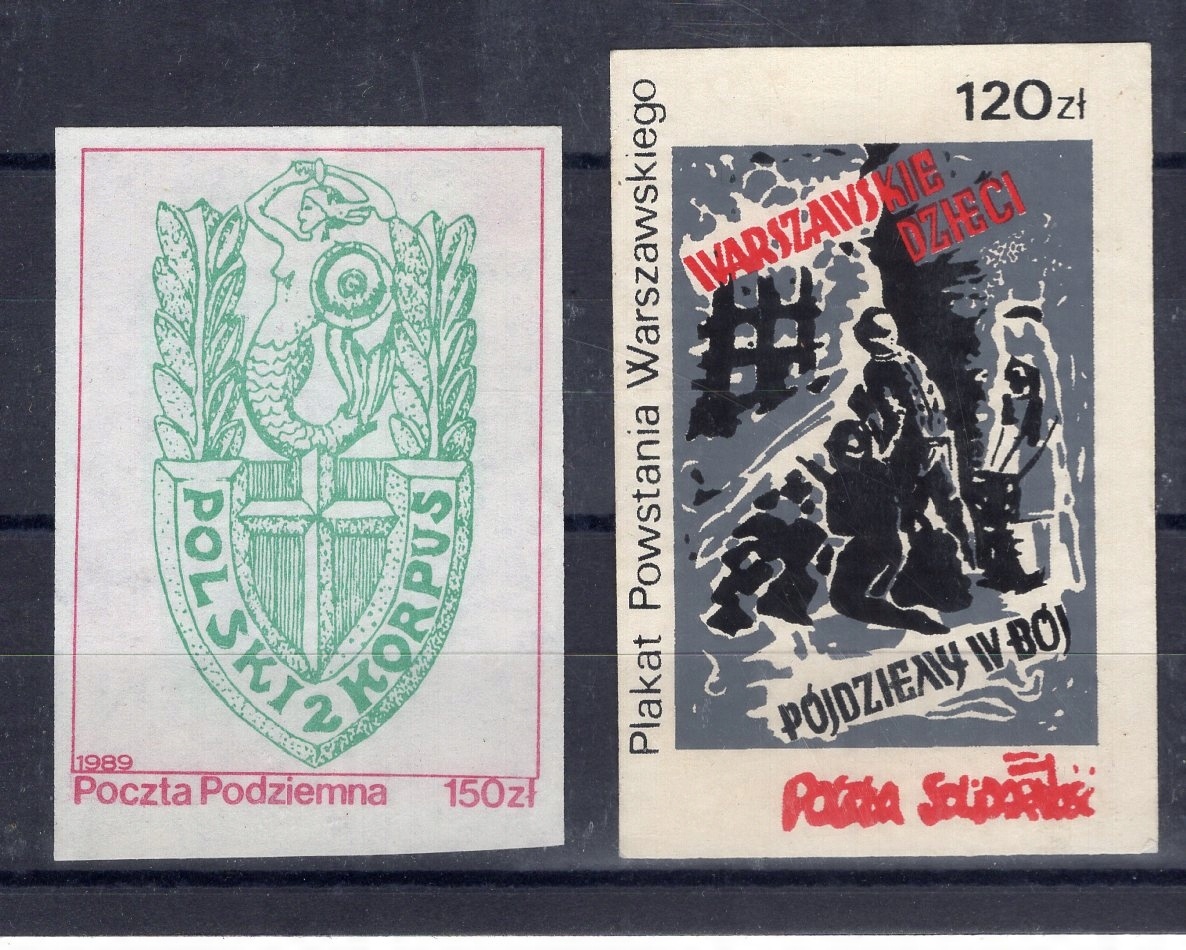 POLSKI 2 KORPUS
1989
Poczta Podziemna 150zł
Plakat Powstania Warszawskiego
120zł
WARSZAWSKIE
DZIECI
PÓJDZIEMY W BÓJ
POCZTA SOLIDARNOŚĆ